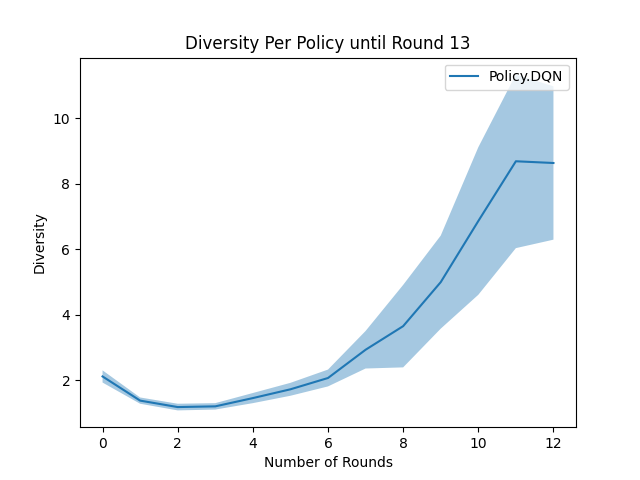 Diversity Per Policy until Round 13
Policy.DQN
Diversity
10
8
6
4
2
0 2 4 6 8 10 12
Number of Rounds